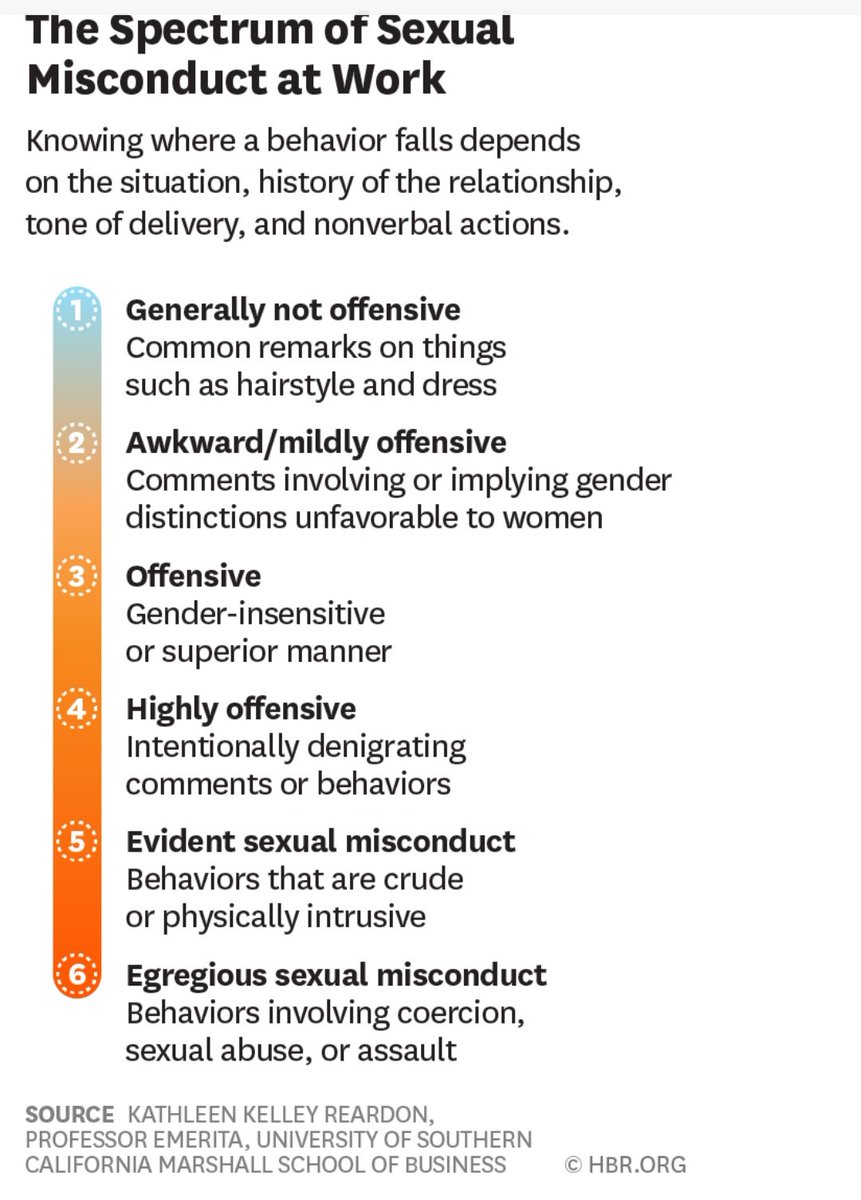 The Spectrum of Sexual
Misconduct at Work
Knowing where a behavior falls depends
on the situation, history of the relationship,
tone of delivery, and nonverbal actions.
1 Generally not offensive
Common remarks on things
such as hairstyle and dress
2 Awkward/mildly offensive
Comments involving or implying gender
distinctions unfavorable to women
3 Offensive
Gender-insensitive
or superior manner
4 Highly offensive
Intentionally denigrating
comments or behaviors
5 Evident sexual misconduct
Behaviors that are crude
or physically intrusive
6 Egregious sexual misconduct
Behaviors involving coercion,
sexual abuse, or assault
SOURCE KATHLEEN KELLEY REARDON,
PROFESSOR EMERITA, UNIVERSITY OF SOUTHERN
CALIFORNIA MARSHALL SCHOOL OF BUSINESS © HBR.ORG